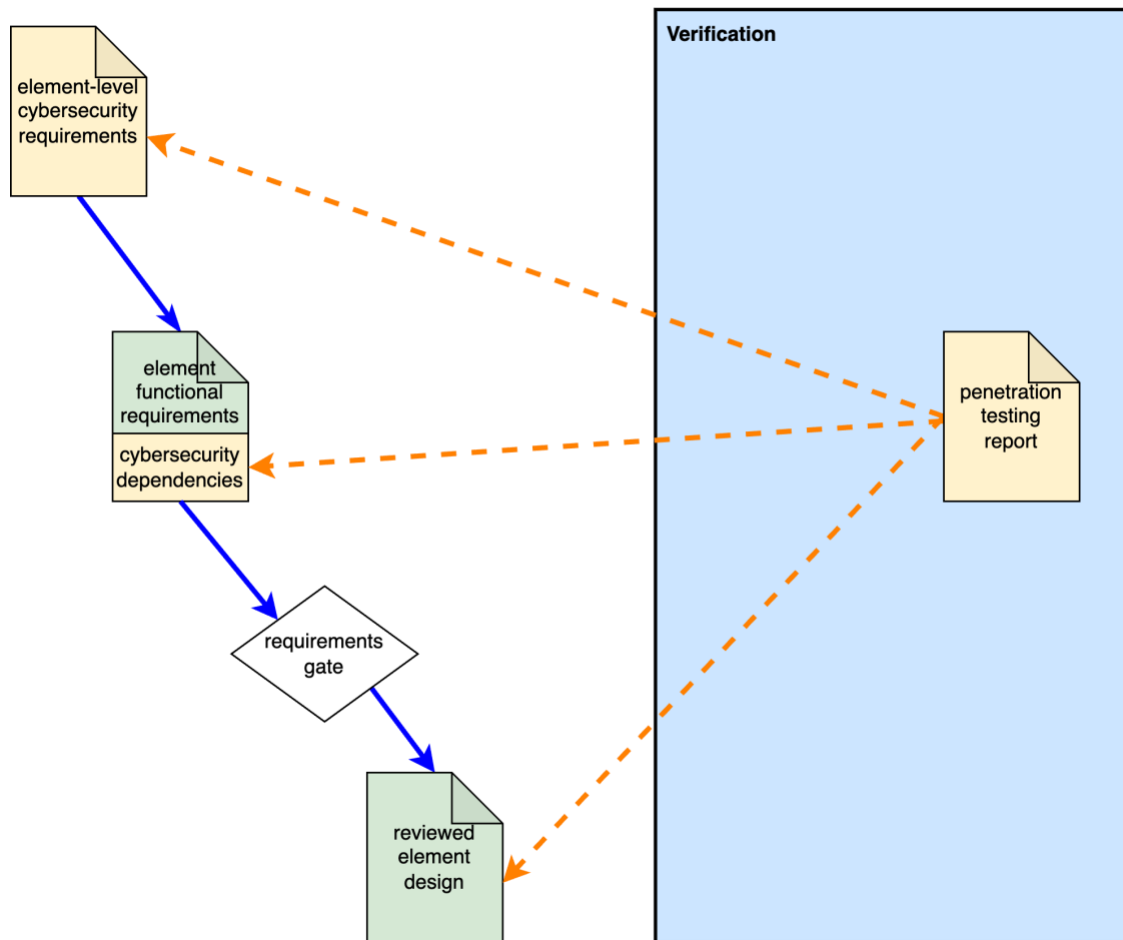 Verification
element-level
cybersecurity
requirements
element
functional
requirements
cybersecurity
dependencies
penetration
testing
report
requirements
gate
reviewed
element
design